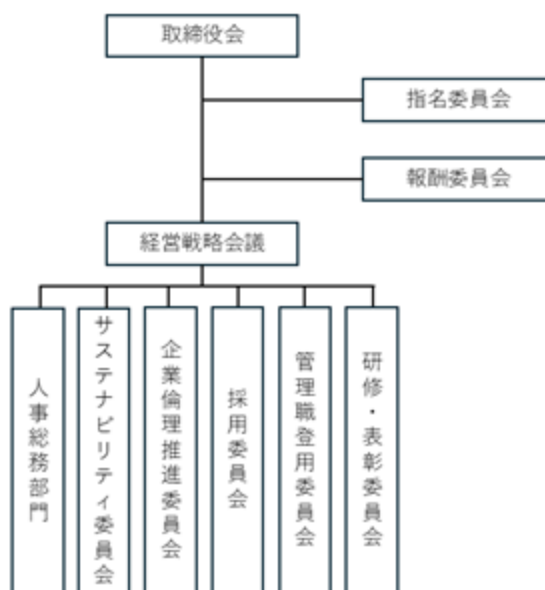 取締役会
指名委員会
報酬委員会
経営戦略会議
人事総務部門
サステナビリティ委員会
企業倫理推進委員会
採用委員会
管理職登用委員会
研修・表彰委員会